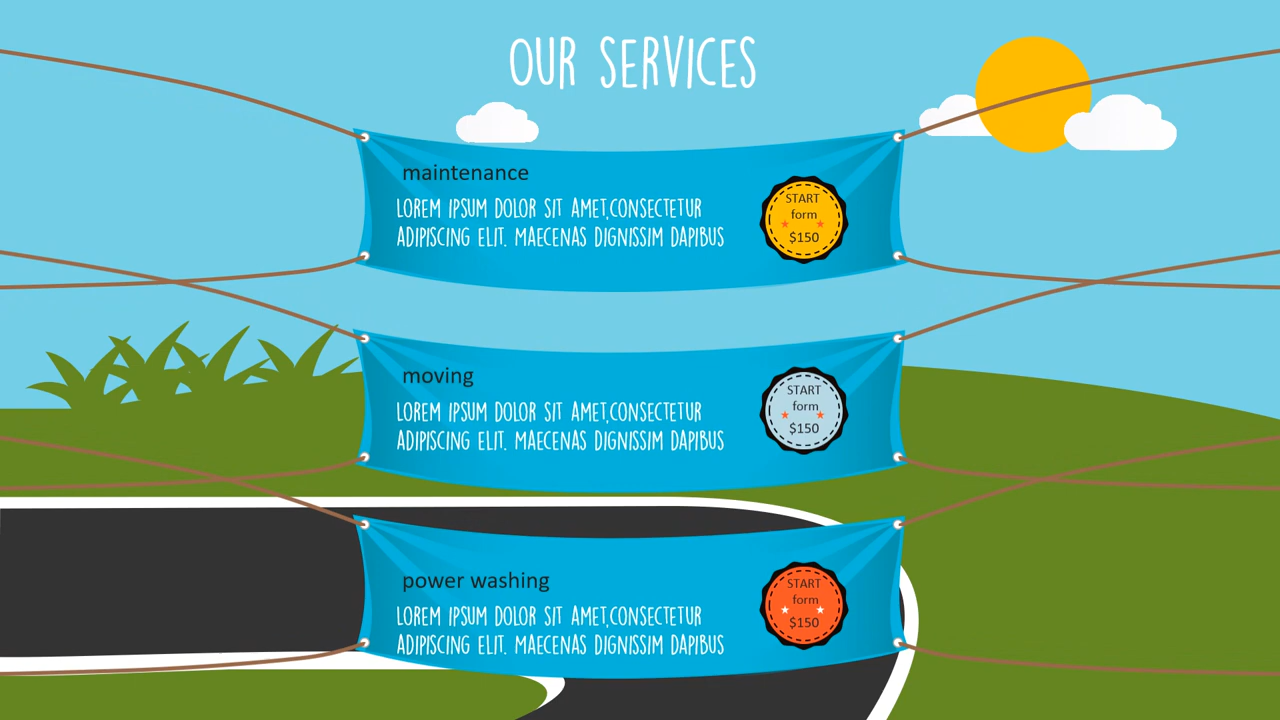 OUR SERVICES
maintenance
LOREM IPSUM DOLOR SIT AMET,CONSECTETUR
ADIPISCING ELIT. MAECENAS DIGNISSIM DAPIBUS
START
form
$150
moving
LOREM IPSUM DOLOR SIT AMET,CONSECTETUR
ADIPISCING ELIT. MAECENAS DIGNISSIM DAPIBUS
START
form
$150
power washing
LOREM IPSUM DOLOR SIT AMET,CONSECTETUR
ADIPISCING ELIT. MAECENAS DIGNISSIM DAPIBUS
START
form
$150